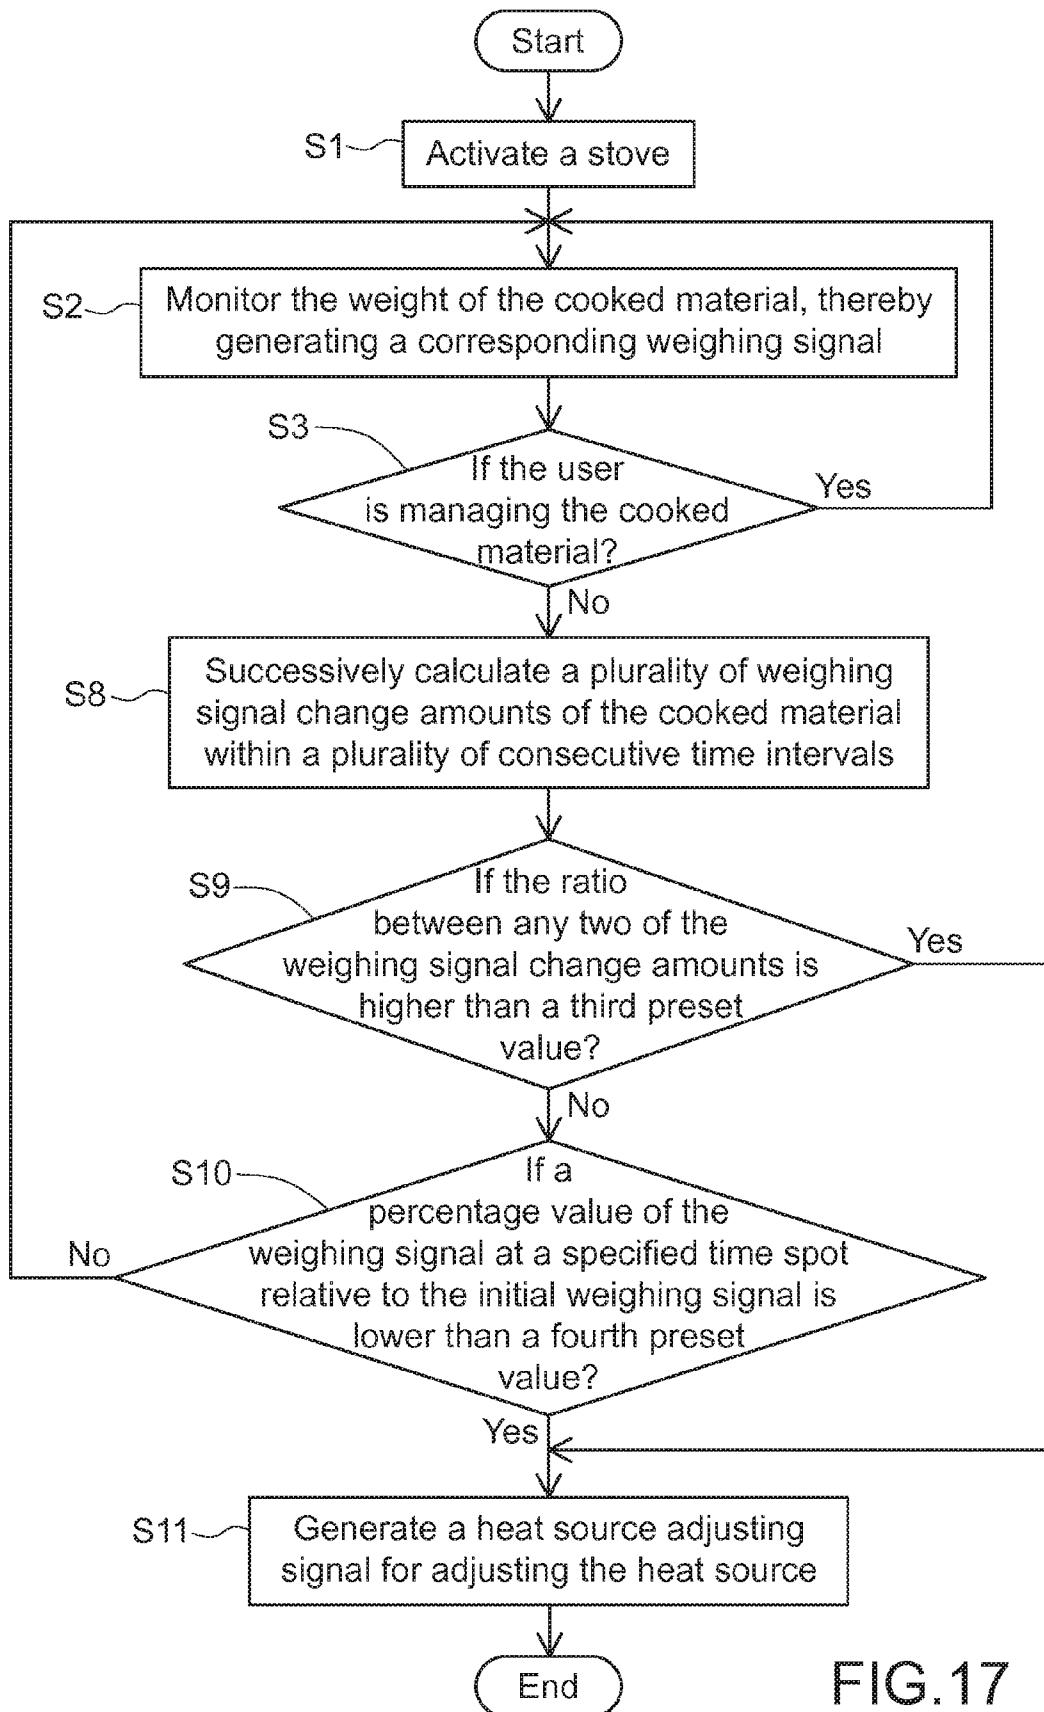 Start
S1
Activate a stove
S2
Monitor the weight of the cooked material, thereby
generating a corresponding weighing signal
S3
If the user
is managing the cooked
material?
Yes
No
S8
Successively calculate a plurality of weighing
signal change amounts of the cooked material
within a plurality of consecutive time intervals
S9
If the ratio
between any two of the
weighing signal change amounts is
higher than a third preset
value?
Yes
No
S10
If a
percentage value of the
weighing signal at a specified time spot
relative to the initial weighing signal is
lower than a fourth preset
value?
No
Yes
S11
Generate a heat source adjusting
signal for adjusting the heat source
End
FIG.17